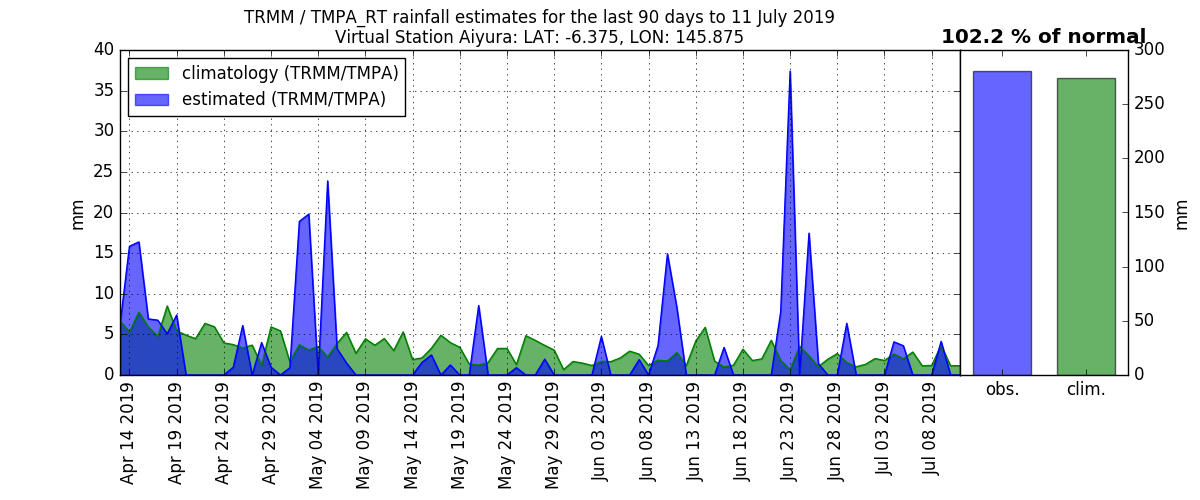 TRMM / TMPA_RT rainfall estimates for the last 90 days to 11 July 2019
Virtual Station Aiyura: LAT: -6.375, LON: 145.875
102.2 % of normal
climatology (TRMM/TMPA)
estimated (TRMM/TMPA)
mm
40
35
30
25
20
15
10
5
0
Apr 14 2019
Apr 19 2019
Apr 24 2019
Apr 29 2019
May 04 2019
May 09 2019
May 14 2019
May 19 2019
May 24 2019
May 29 2019
Jun 03 2019
Jun 08 2019
Jun 13 2019
Jun 18 2019
Jun 23 2019
Jun 28 2019
Jul 03 2019
Jul 08 2019
obs.
clim.
300
250
200
150
100
50
0
mm